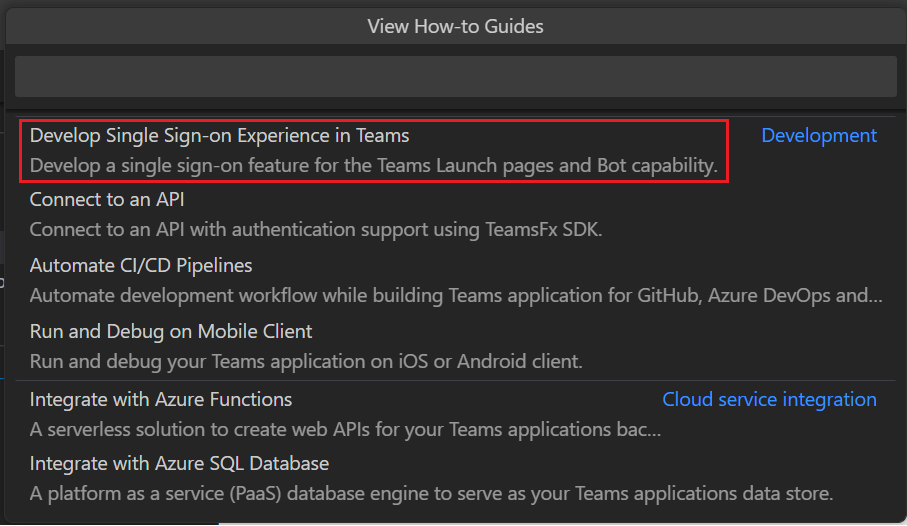 View How-to Guides
Develop Single Sign-on Experience in Teams Development
Develop a single sign-on feature for the Teams Launch pages and Bot capability.
Connect to an API
Connect to an API with authentication support using TeamsFx SDK.
Automate CI/CD Pipelines
Automate development workflow while building Teams application for GitHub, Azure DevOps and...
Run and Debug on Mobile Client
Run and debug your Teams application on iOS or Android client.
Integrate with Azure Functions Cloud service integration
A serverless solution to create web APIs for your Teams applications bac...
Integrate with Azure SQL Database
A platform as a service (PaaS) database engine to serve as your Teams applications data store.